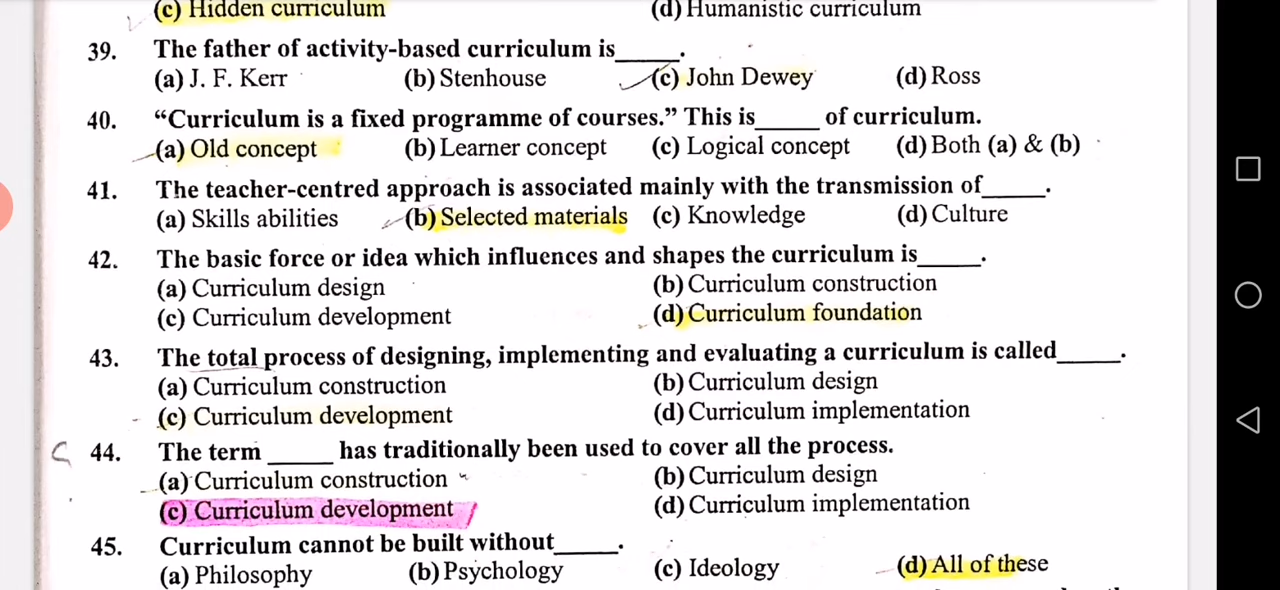 (c) Hidden curriculum (d) Humanistic curriculum
39. The father of activity-based curriculum is_____.
(a) J. F. Kerr (b) Stenhouse (c) John Dewey (d) Ross
40. “Curriculum is a fixed programme of courses.” This is_____ of curriculum.
(a) Old concept (b) Learner concept (c) Logical concept (d) Both (a) & (b)
41. The teacher-centred approach is associated mainly with the transmission of_____.
(a) Skills abilities (b) Selected materials (c) Knowledge (d) Culture
42. The basic force or idea which influences and shapes the curriculum is_____.
(a) Curriculum design (b) Curriculum construction
(c) Curriculum development (d) Curriculum foundation
43. The total process of designing, implementing and evaluating a curriculum is called_____.
(a) Curriculum construction (b) Curriculum design
(c) Curriculum development (d) Curriculum implementation
44. The term _____ has traditionally been used to cover all the process.
(a) Curriculum construction (b) Curriculum design
(c) Curriculum development (d) Curriculum implementation
45. Curriculum cannot be built without_____.
(a) Philosophy (b) Psychology (c) Ideology (d) All of these